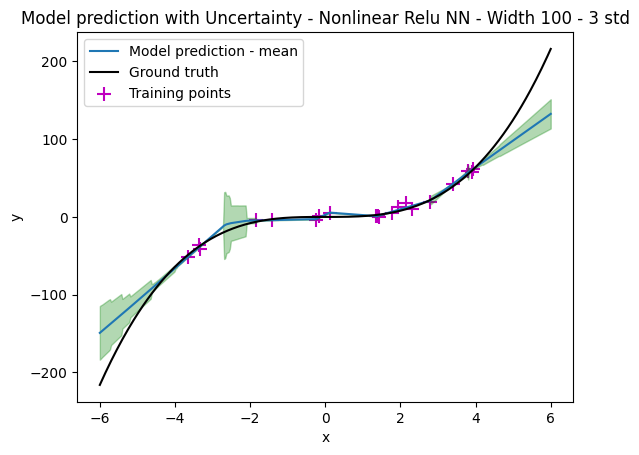 Model prediction with Uncertainty - Nonlinear Relu NN - Width 100 - 3 std
Model prediction - mean
Ground truth
Training points
200
100
0
−100
−200
y
−6 −4 −2 0 2 4 6
x